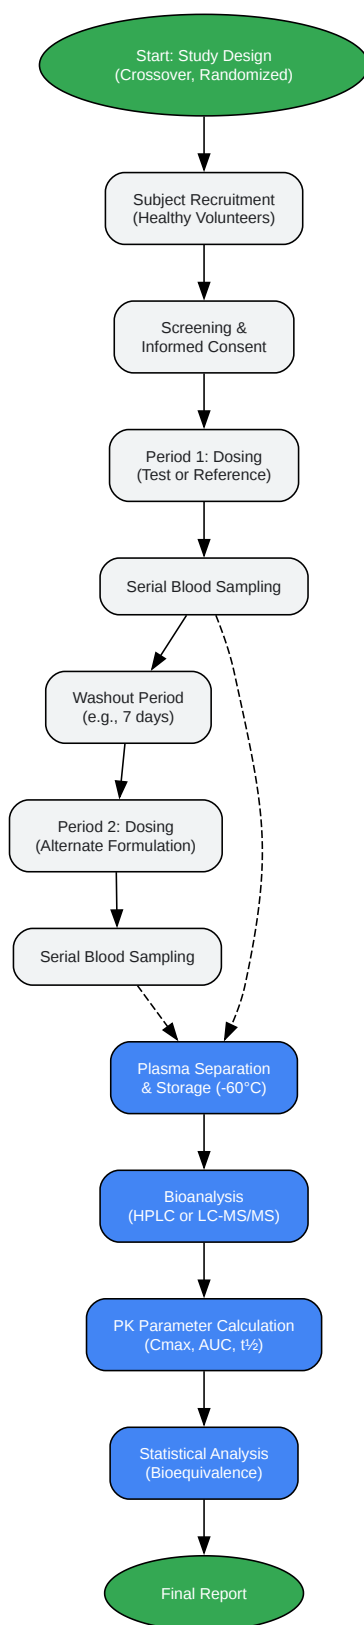 Start: Study Design
(Crossover, Randomized)
Subject Recruitment
(Healthy Volunteers)
Screening &
Informed Consent
Period 1: Dosing
(Test or Reference)
Serial Blood Sampling
Washout Period
(e.g., 7 days)
Period 2: Dosing
(Alternate Formulation)
Serial Blood Sampling
Plasma Separation
& Storage (-60°C)
Bioanalysis
(HPLC or LC-MS/MS)
PK Parameter Calculation
(Cmax, AUC, t½)
Statistical Analysis
(Bioequivalence)
Final Report